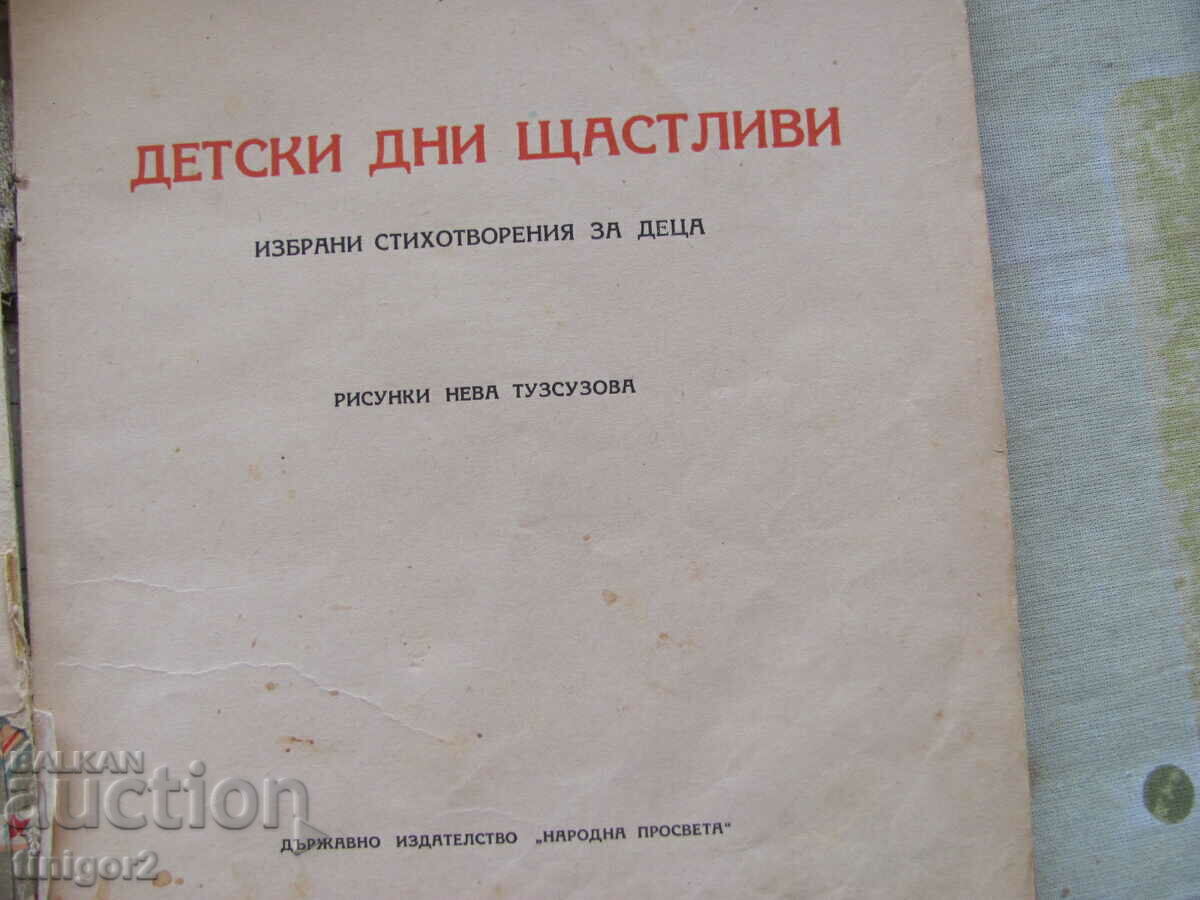 ДЕТСКИ ДНИ ЩАСТЛИВИ
ИЗБРАНИ СТИХОТВОРЕНИЯ ЗА ДЕЦА
РИСУНКИ НЕВА ТУЗСУЗОВА
ДЪРЖАВНО ИЗДАТЕЛСТВО „НАРОДНА ПРОСВЕТА“
BALKAN
auction
tinigor2